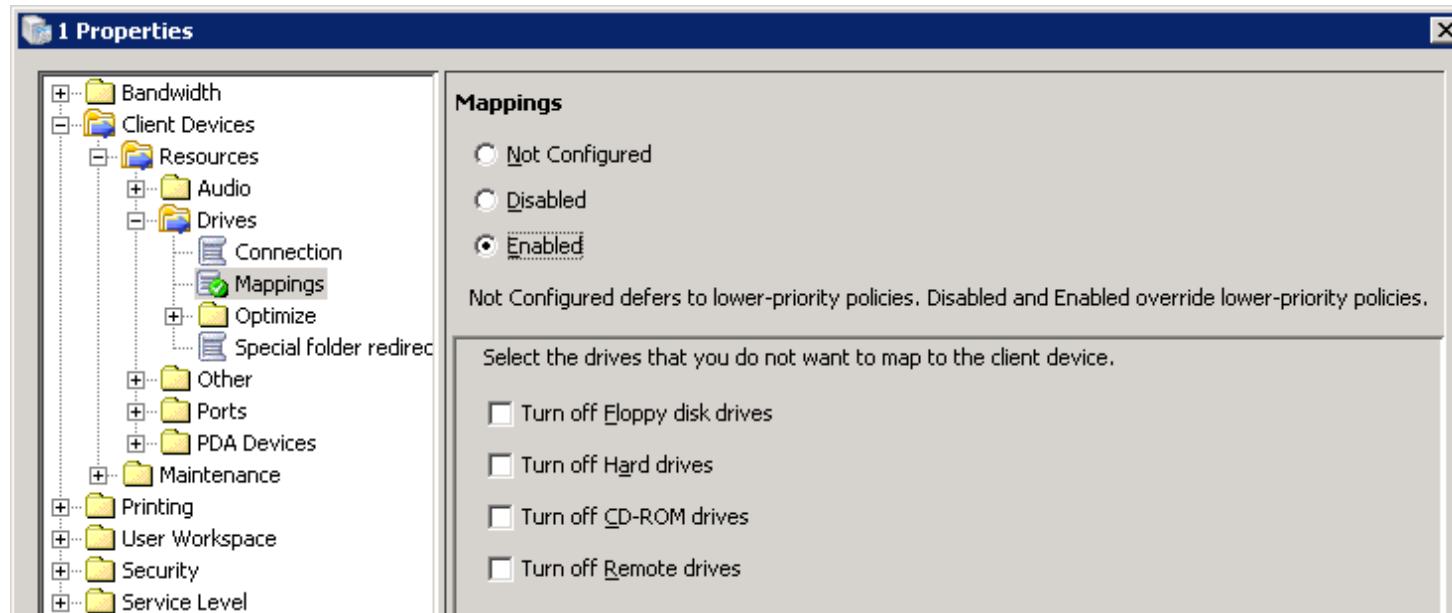 1 Properties
Bandwidth
Client Devices
Resources
Audio
Drives
Connection
Mappings
Optimize
Special folder redirec
Other
Ports
PDA Devices
Maintenance
Printing
User Workspace
Security
Service Level
Mappings
Not Configured
Disabled
Enabled
Not Configured defers to lower-priority policies. Disabled and Enabled override lower-priority policies.
Select the drives that you do not want to map to the client device.
Turn off Floppy disk drives
Turn off Hard drives
Turn off CD-ROM drives
Turn off Remote drives